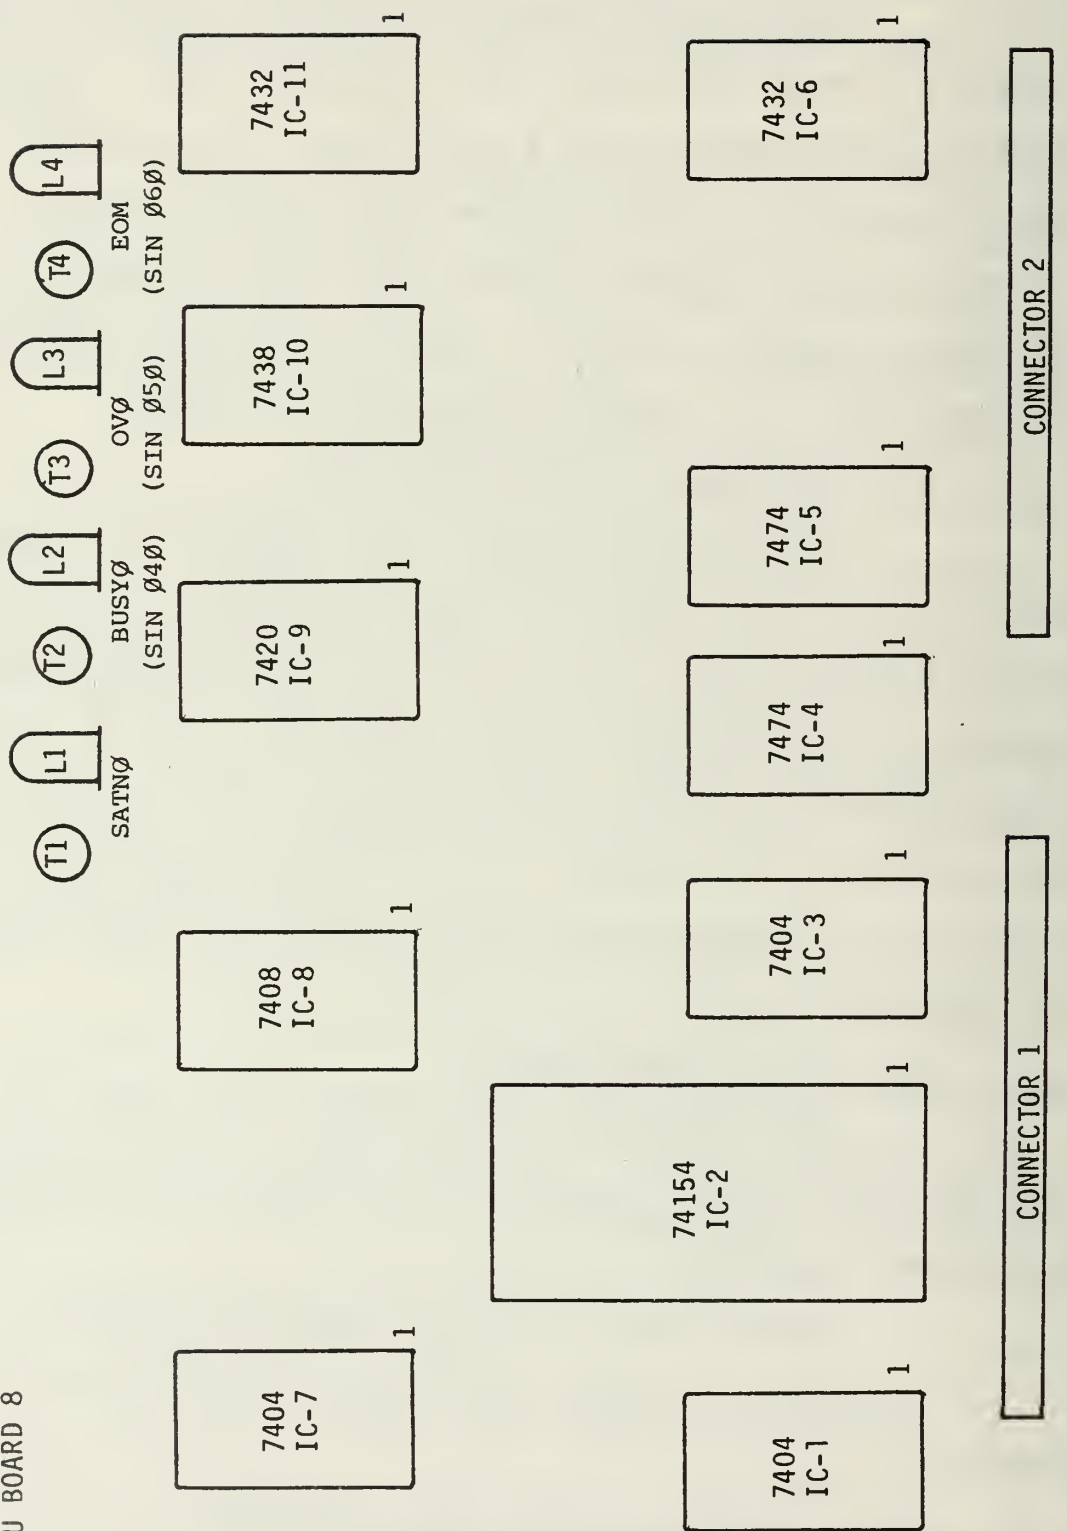 U BOARD 8
T1 L1 T2 L2 T3 L3 T4 L4
SATNØ BUSYØ OVØ EOM
(SIN Ø4Ø) (SIN Ø5Ø) (SIN Ø6Ø)
7404 7408 7420 7438 7432
IC-7 IC-8 IC-9 IC-10 IC-11
1 1 1 1 1
74154
IC-2
7404 7404 7474 7474 7432
IC-1 IC-3 IC-4 IC-5 IC-6
1 1 1 1 1 1
CONNECTOR 1 CONNECTOR 2